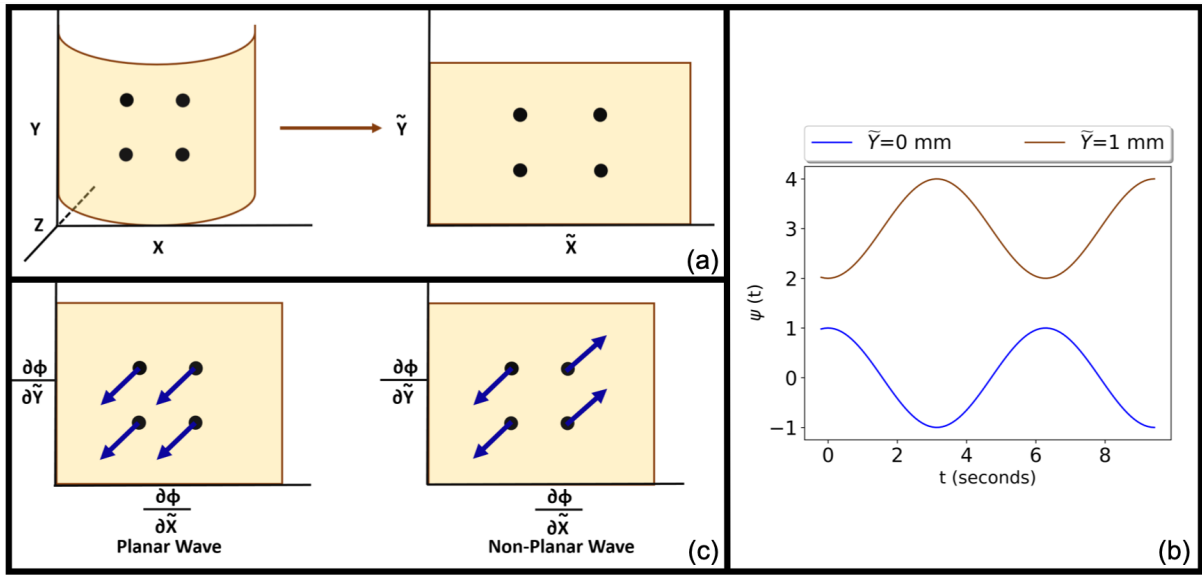 Y
Z
X
Ỹ
X̃
(a)
∂ϕ
∂Ỹ
∂ϕ
∂X̃
Planar Wave
∂ϕ
∂Ỹ
∂ϕ
∂X̃
Non-Planar Wave
(c)
Ỹ=0 mm Ỹ=1 mm
4
3
2
1
0
−1
ψ (t)
0 2 4 6 8
t (seconds)
(b)